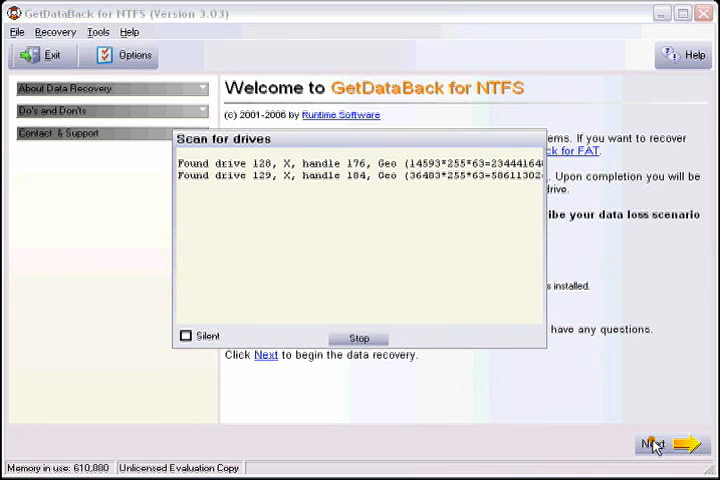 GetDataBack for NTFS (Version 3.03)
File Recovery Tools Help
Exit Options Help
About Data Recovery
Do's and Don'ts
Contact & Support
Welcome to GetDataBack for NTFS
(c) 2001-2006 by Runtime Software
ems. If you want to recover
ck for FAT.
Upon completion you will be
drive.
ibe your data loss scenario
s installed.
have any questions.
Scan for drives
Found drive 128, X, handle 176, Geo (14593*255*63=234441648
Found drive 129, X, handle 184, Geo (36483*255*63=58611302
Silent
Stop
Click Next to begin the data recovery.
Next
Memory in use: 610,880 Unlicensed Evaluation Copy